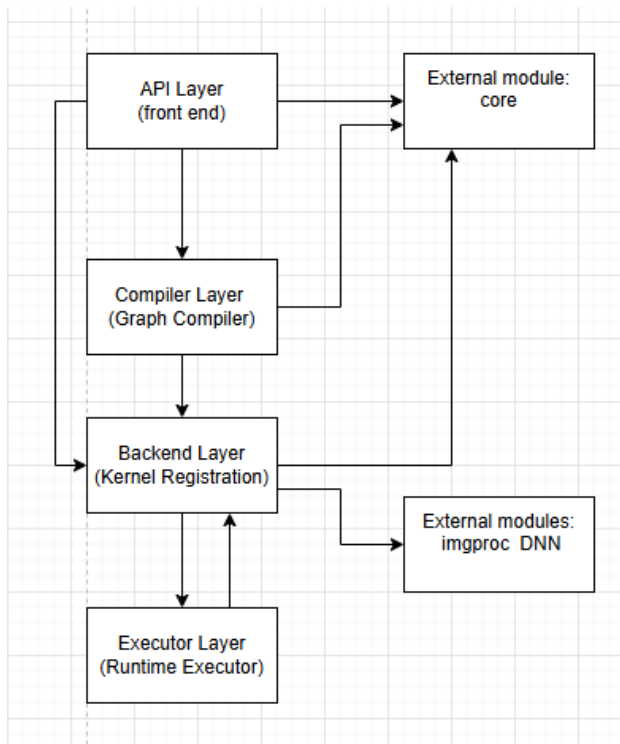 API Layer
(front end)
External module:
core
Compiler Layer
(Graph Compiler)
Backend Layer
(Kernel Registration)
External modules:
imgproc  DNN
Executor Layer
(Runtime Executor)